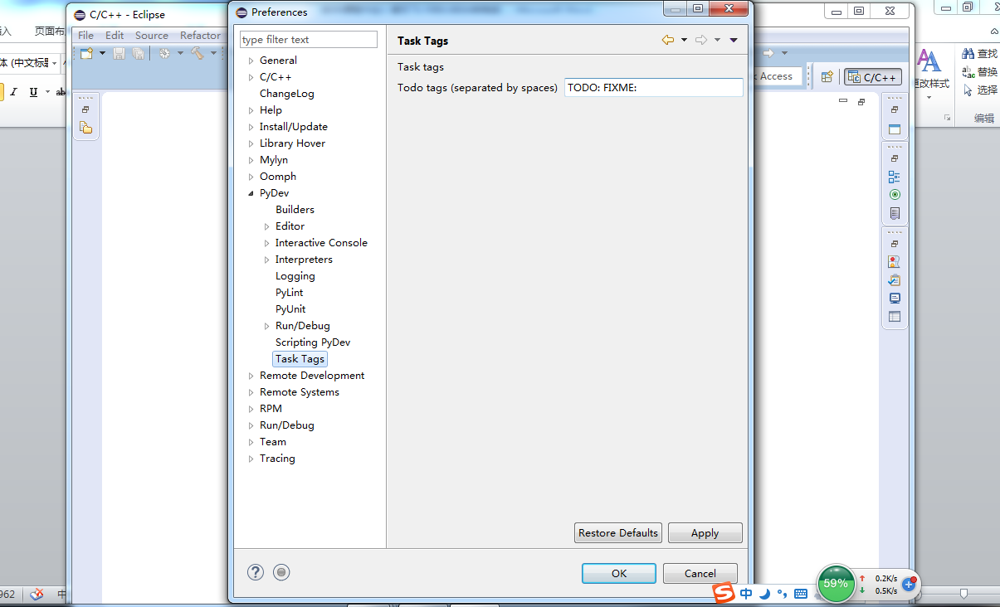 C/C++ - Eclipse
Preferences
页面布
File Edit Source Refactor
体 (中文标题
I U ab
type filter text
General
C/C++
ChangeLog
Help
Install/Update
Library Hover
Mylyn
Oomph
PyDev
Builders
Editor
Interactive Console
Interpreters
Logging
PyLint
PyUnit
Run/Debug
Scripting PyDev
Task Tags
Remote Development
Remote Systems
RPM
Run/Debug
Team
Tracing
Task Tags
Task tags
Todo tags (separated by spaces) TODO: FIXME:
Restore Defaults Apply
OK Cancel
Access
C/C++
更改样式
查找
替换
选择
编辑
962
中
中
59%
0.2K/s
0.5K/s